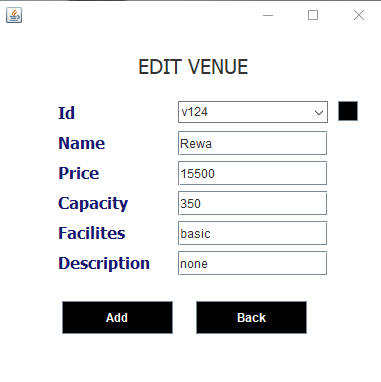 EDIT VENUE
Id v124
Name Rewa
Price 15500
Capacity 350
Facilites basic
Description none
Add Back